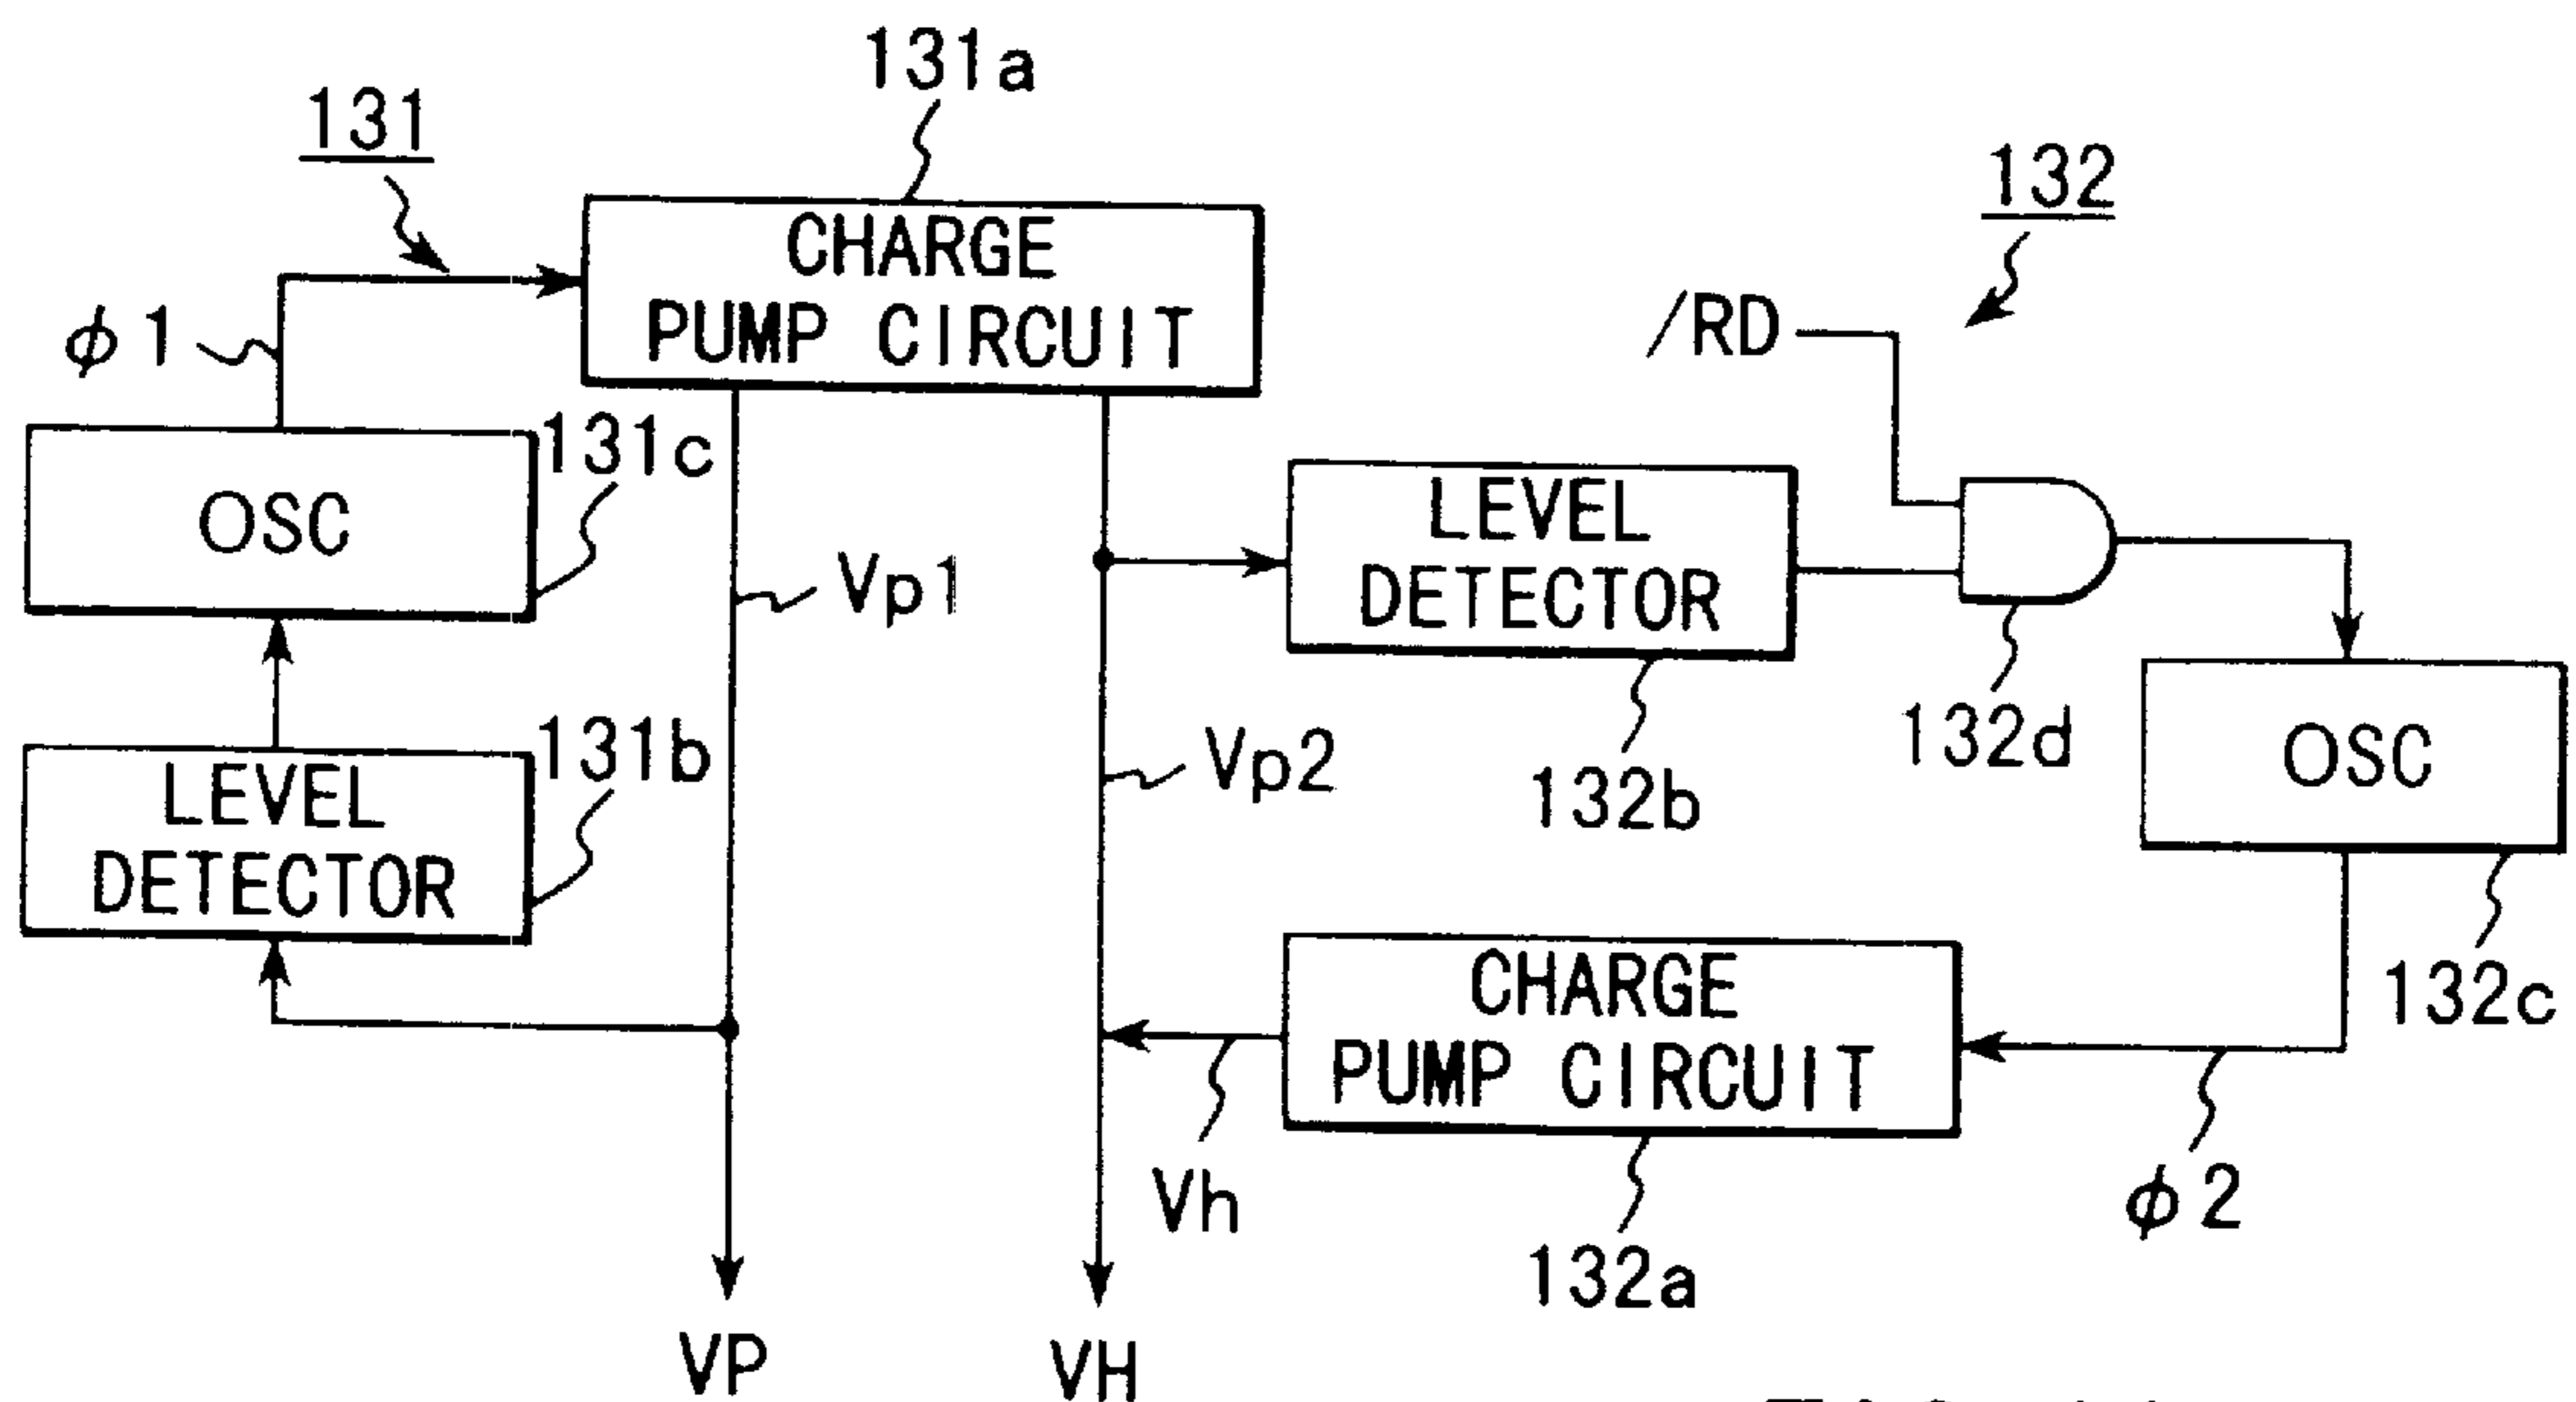 131a
131
132
CHARGE
PUMP CIRCUIT
/RD
φ1
131c
OSC
LEVEL
DETECTOR
Vp1
132d
131b
Vp2
132b
OSC
LEVEL
DETECTOR
CHARGE
PUMP CIRCUIT
132c
Vh
φ2
132a
VP
VH